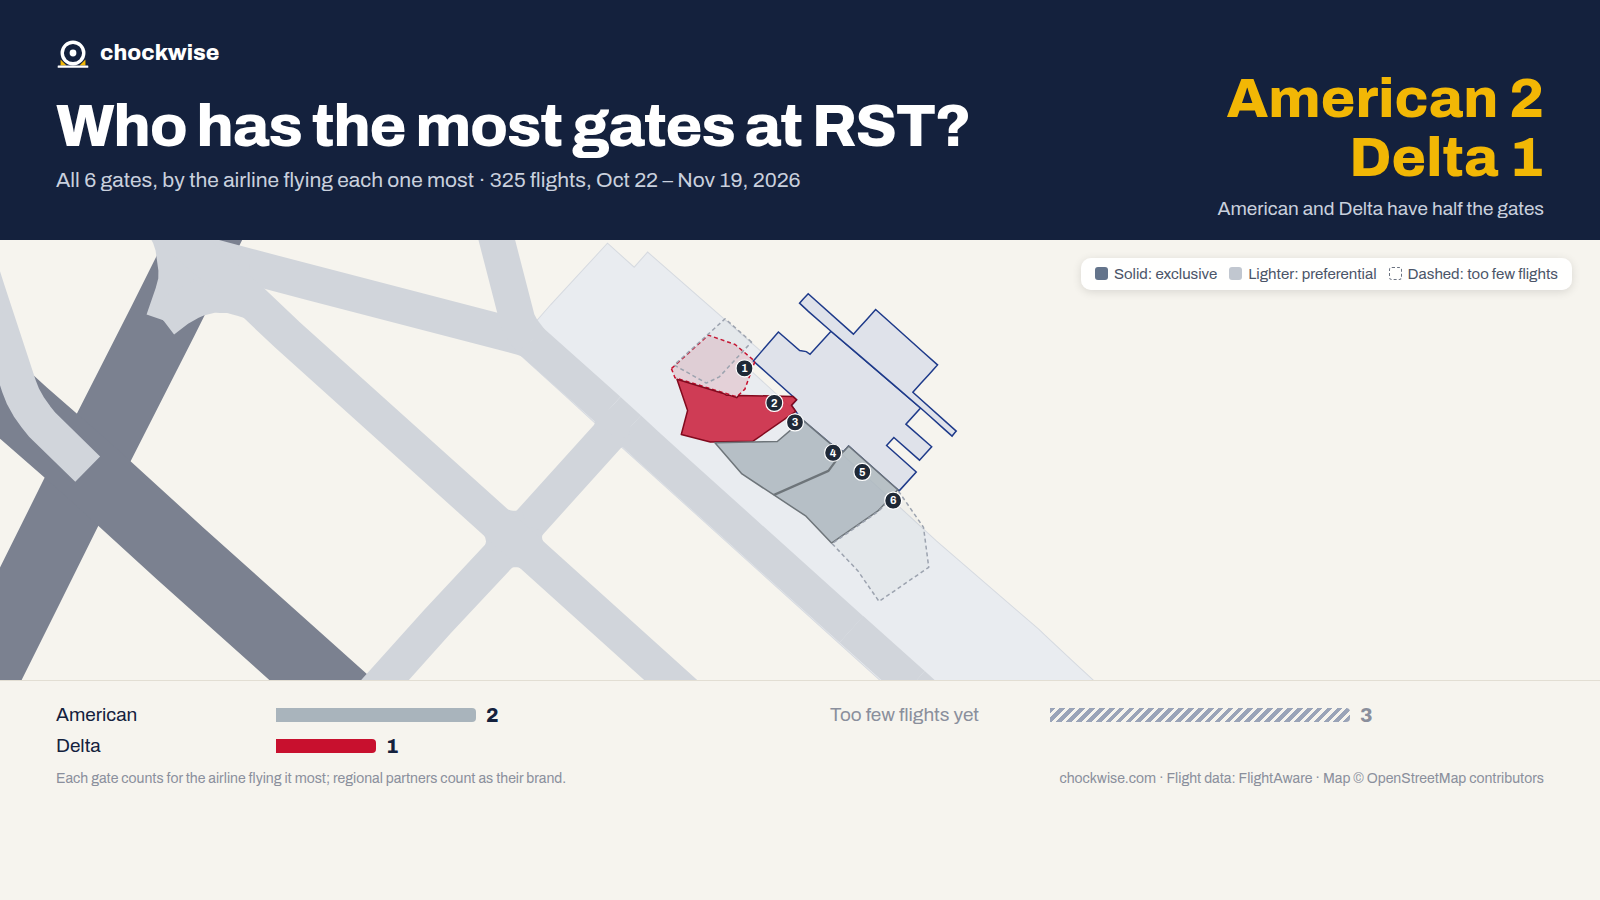 chockwise
Who has the most gates at RST?
All 6 gates, by the airline flying each one most · 325 flights, Oct 22 – Nov 19, 2026
American 2
Delta 1
American and Delta have half the gates
Solid: exclusive Lighter: preferential Dashed: too few flights
1
2
3
4
5
6
American 2
Delta 1
Too few flights yet 3
Each gate counts for the airline flying it most; regional partners count as their brand.
chockwise.com · Flight data: FlightAware · Map © OpenStreetMap contributors